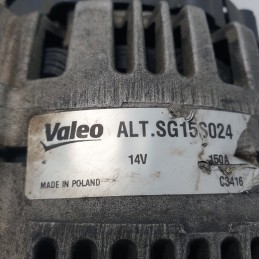 Valeo ALT.SG15S024
14V 150A
MADE IN POLAND C3416